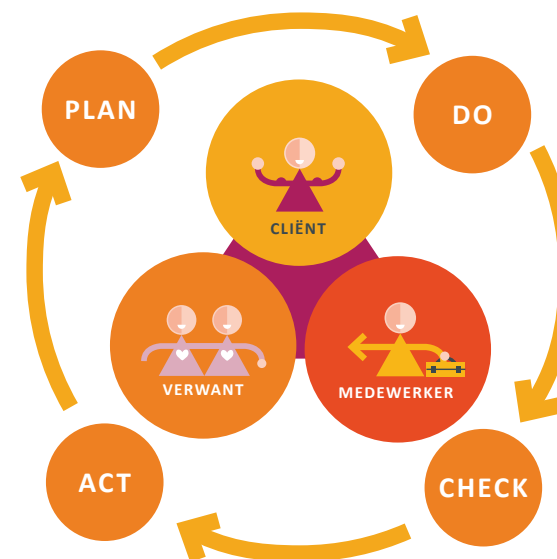 PLAN
DO
CLIËNT
VERWANT
MEDEWERKER
ACT
CHECK